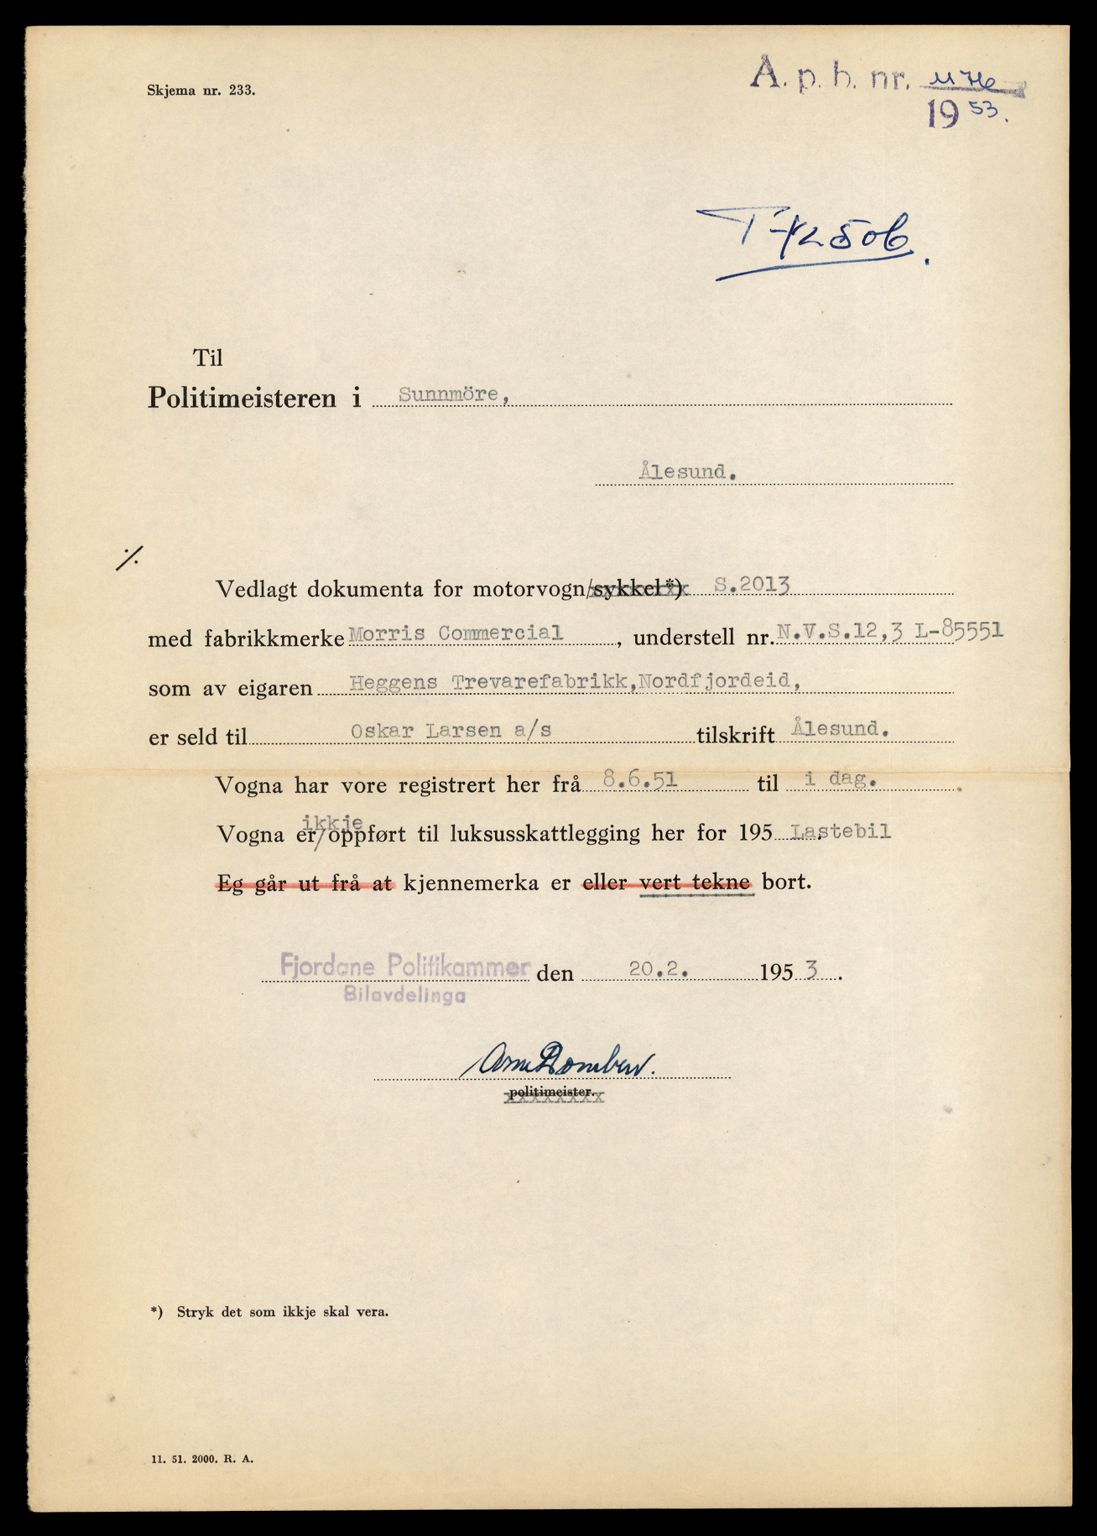 Skjema nr. 233.
A. p. b. nr.
1953.
Til
Politimeisteren i Sunnmöre,
Ålesund.
⁒
Vedlagt dokumenta for motorvogn/sykkel*) S.2013
med fabrikkmerke Morris Commercial, understell nr. N.V.S.12,3 L-85551
som av eigaren Heggens Trevarefabrikk,Nordfjordeid,
er seld til Oskar Larsen a/s tilskrift Ålesund.
Vogna har vore registrert her frå 8.6.51 til i dag.
Vogna er/ikkje oppført til luksusskattlegging her for 195 Lastebil
Eg går ut frå at kjennemerka er eller vert tekne bort.
Fjordane Politikammer den 20.2. 1953.
Bilavdelinga
politimeister.
*) Stryk det som ikkje skal vera.
11. 51. 2000. R. A.